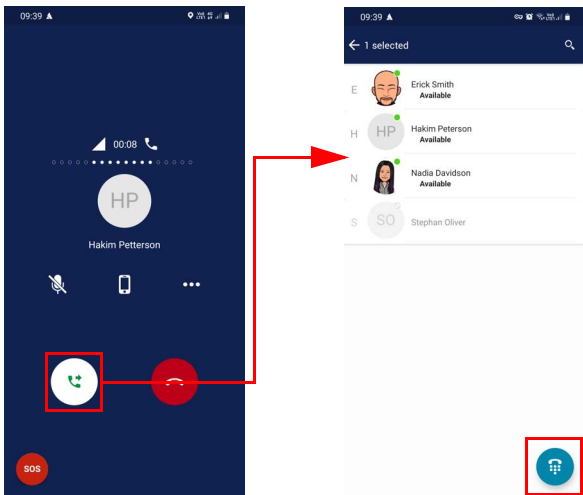 09:39
00:08
HP
Hakim Petterson
SOS
09:39
1 selected
E
Erick Smith
Available
H
HP
Hakim Peterson
Available
N
Nadia Davidson
Available
S
SO
Stephan Oliver